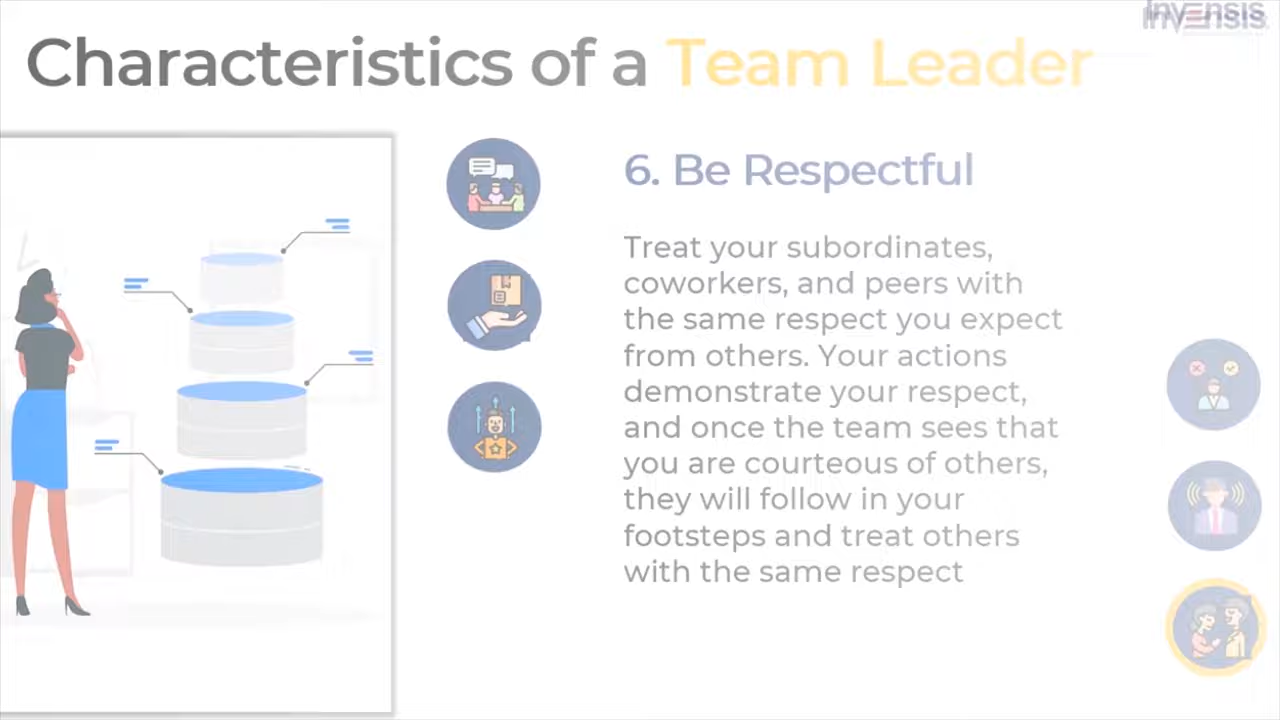 Invensis
Characteristics of a Team Leader
6. Be Respectful
Treat your subordinates,
coworkers, and peers with
the same respect you expect
from others. Your actions
demonstrate your respect,
and once the team sees that
you are courteous of others,
they will follow in your
footsteps and treat others
with the same respect